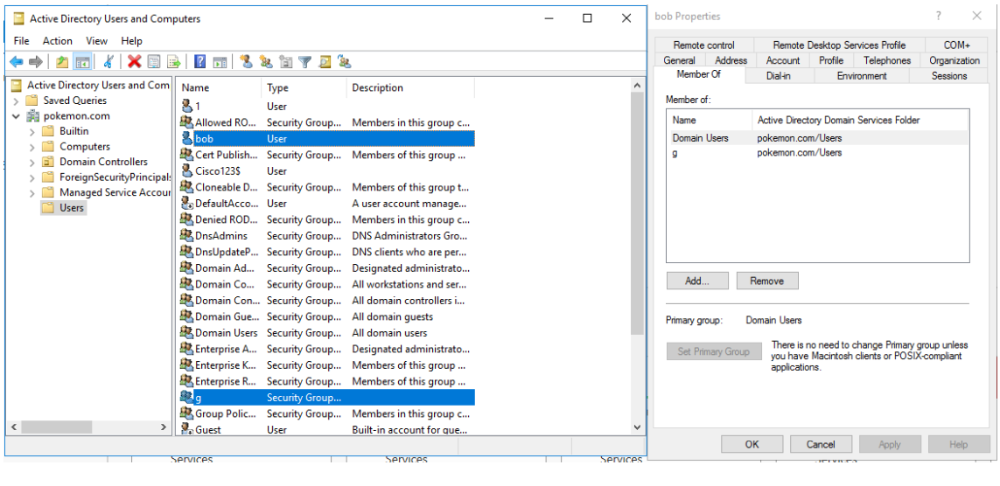 Active Directory Users and Computers
File Action View Help
Active Directory Users and Com
Saved Queries
pokemon.com
Builtin
Computers
Domain Controllers
ForeignSecurityPrincipals
Managed Service Accour
Users
Name Type Description
1 User
Allowed RO... Security Group... Members in this group c...
bob User
Cert Publish... Security Group... Members of this group ...
Cisco123$ User
Cloneable D... Security Group... Members of this group t...
DefaultAcco... User A user account manage...
Denied ROD... Security Group... Members in this group c...
DnsAdmins Security Group... DNS Administrators Gro...
DnsUpdateP... Security Group... DNS clients who are per...
Domain Ad... Security Group... Designated administrato...
Domain Co... Security Group... All workstations and ser...
Domain Con... Security Group... All domain controllers i...
Domain Gue... Security Group... All domain guests
Domain Users Security Group... All domain users
Enterprise A... Security Group... Designated administrato...
Enterprise K... Security Group... Members of this group ...
Enterprise R... Security Group... Members of this group ...
g Security Group...
Group Polic... Security Group... Members in this group c...
Guest User Built-in account for gue...
Services Services Services Services
bob Properties
Remote control Remote Desktop Services Profile COM+
General Address Account Profile Telephones Organization
Member Of Dial-in Environment Sessions
Member of:
Name Active Directory Domain Services Folder
Domain Users pokemon.com/Users
g pokemon.com/Users
Add... Remove
Primary group: Domain Users
Set Primary Group
There is no need to change Primary group unless
you have Macintosh clients or POSIX-compliant
applications.
OK Cancel Apply Help